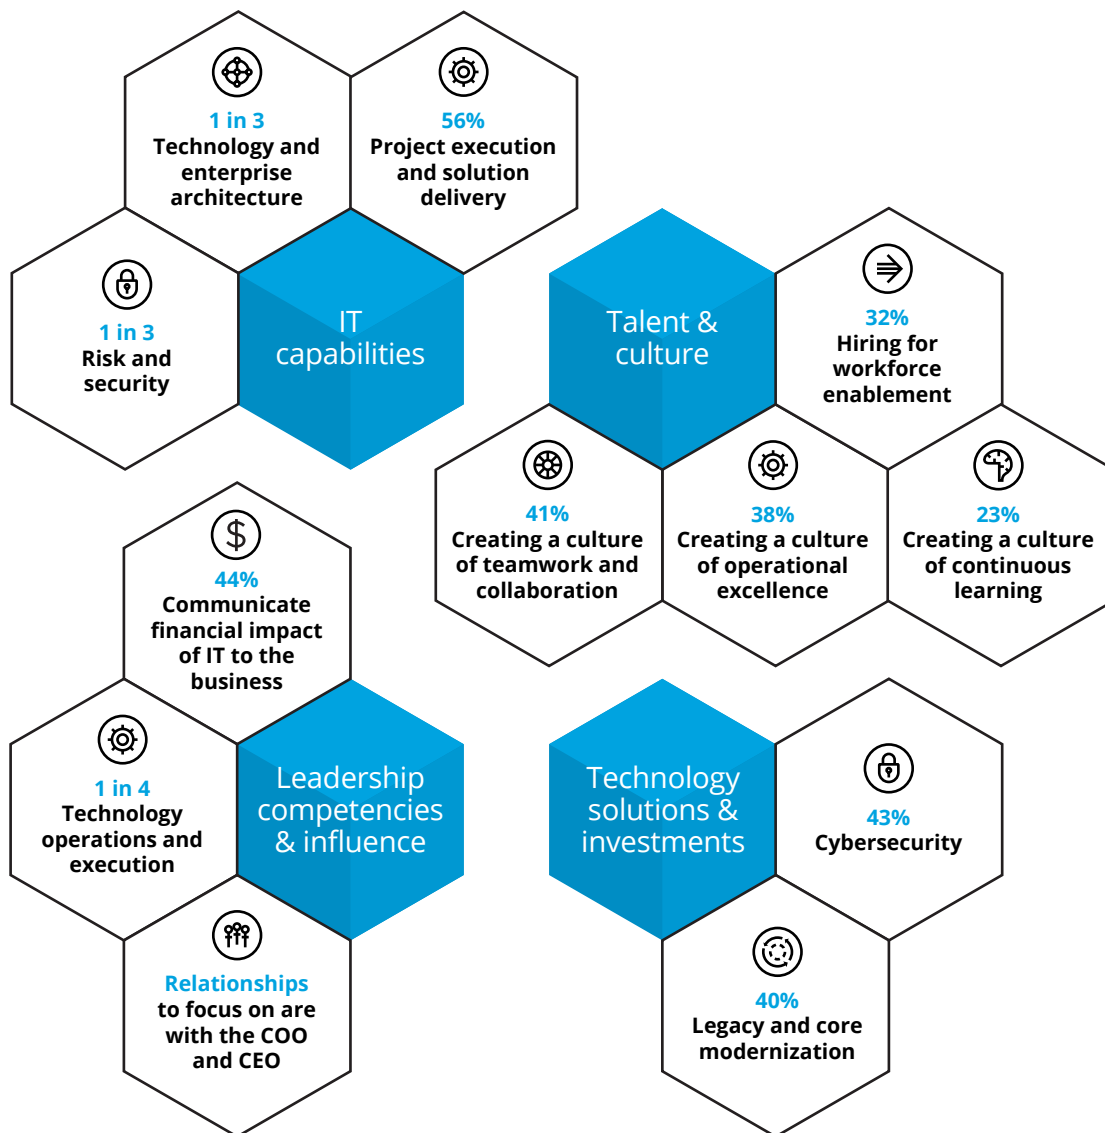 1 in 3
Technology and
enterprise
architecture
56%
Project execution
and solution
delivery
1 in 3
Risk and
security
IT
capabilities
Talent &
culture
32%
Hiring for
workforce
enablement
41%
Creating a culture
of teamwork and
collaboration
38%
Creating a culture
of operational
excellence
23%
Creating a culture
of continuous
learning
$
44%
Communicate
financial impact
of IT to the
business
1 in 4
Technology
operations and
execution
Leadership
competencies
& influence
Relationships
to focus on are
with the COO
and CEO
Technology
solutions &
investments
43%
Cybersecurity
40%
Legacy and core
modernization